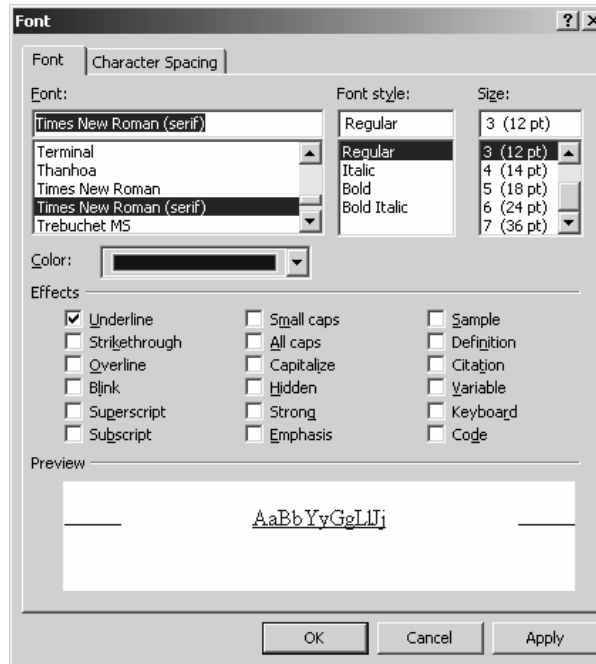 Font
Font Character Spacing
Font: Font style: Size:
Times New Roman (serif) Regular 3 (12 pt)
Terminal Regular 3 (12 pt)
Thanhoa Italic 4 (14 pt)
Times New Roman Bold 5 (18 pt)
Times New Roman (serif) Bold Italic 6 (24 pt)
Trebuchet MS 7 (36 pt)
Color:
Effects
Underline Small caps Sample
Strikethrough All caps Definition
Overline Capitalize Citation
Blink Hidden Variable
Superscript Strong Keyboard
Subscript Emphasis Code
Preview
AaBbYyGgLlJj
OK Cancel Apply